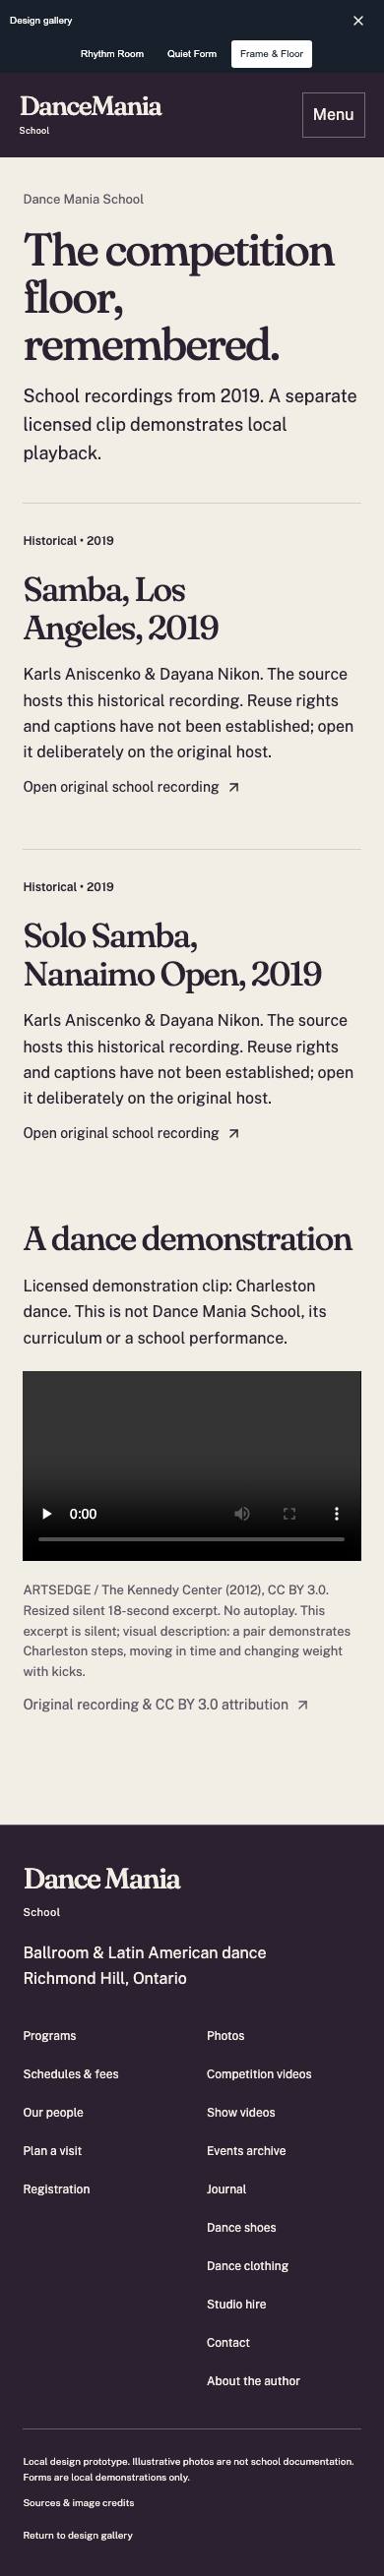 Design gallery
Rhythm Room Quiet Form Frame & Floor
DanceMania
School
Menu
Dance Mania School
The competition
floor,
remembered.
School recordings from 2019. A separate
licensed clip demonstrates local
playback.
Historical • 2019
Samba, Los
Angeles, 2019
Karls Aniscenko & Dayana Nikon. The source
hosts this historical recording. Reuse rights
and captions have not been established; open
it deliberately on the original host.
Open original school recording
Historical • 2019
Solo Samba,
Nanaimo Open, 2019
Karls Aniscenko & Dayana Nikon. The source
hosts this historical recording. Reuse rights
and captions have not been established; open
it deliberately on the original host.
Open original school recording
A dance demonstration
Licensed demonstration clip: Charleston
dance. This is not Dance Mania School, its
curriculum or a school performance.
0:00
ARTSEDGE / The Kennedy Center (2012), CC BY 3.0.
Resized silent 18-second excerpt. No autoplay. This
excerpt is silent; visual description: a pair demonstrates
Charleston steps, moving in time and changing weight
with kicks.
Original recording & CC BY 3.0 attribution
Dance Mania
School
Ballroom & Latin American dance
Richmond Hill, Ontario
Programs
Schedules & fees
Our people
Plan a visit
Registration
Photos
Competition videos
Show videos
Events archive
Journal
Dance shoes
Dance clothing
Studio hire
Contact
About the author
Local design prototype. Illustrative photos are not school documentation.
Forms are local demonstrations only.
Sources & image credits
Return to design gallery